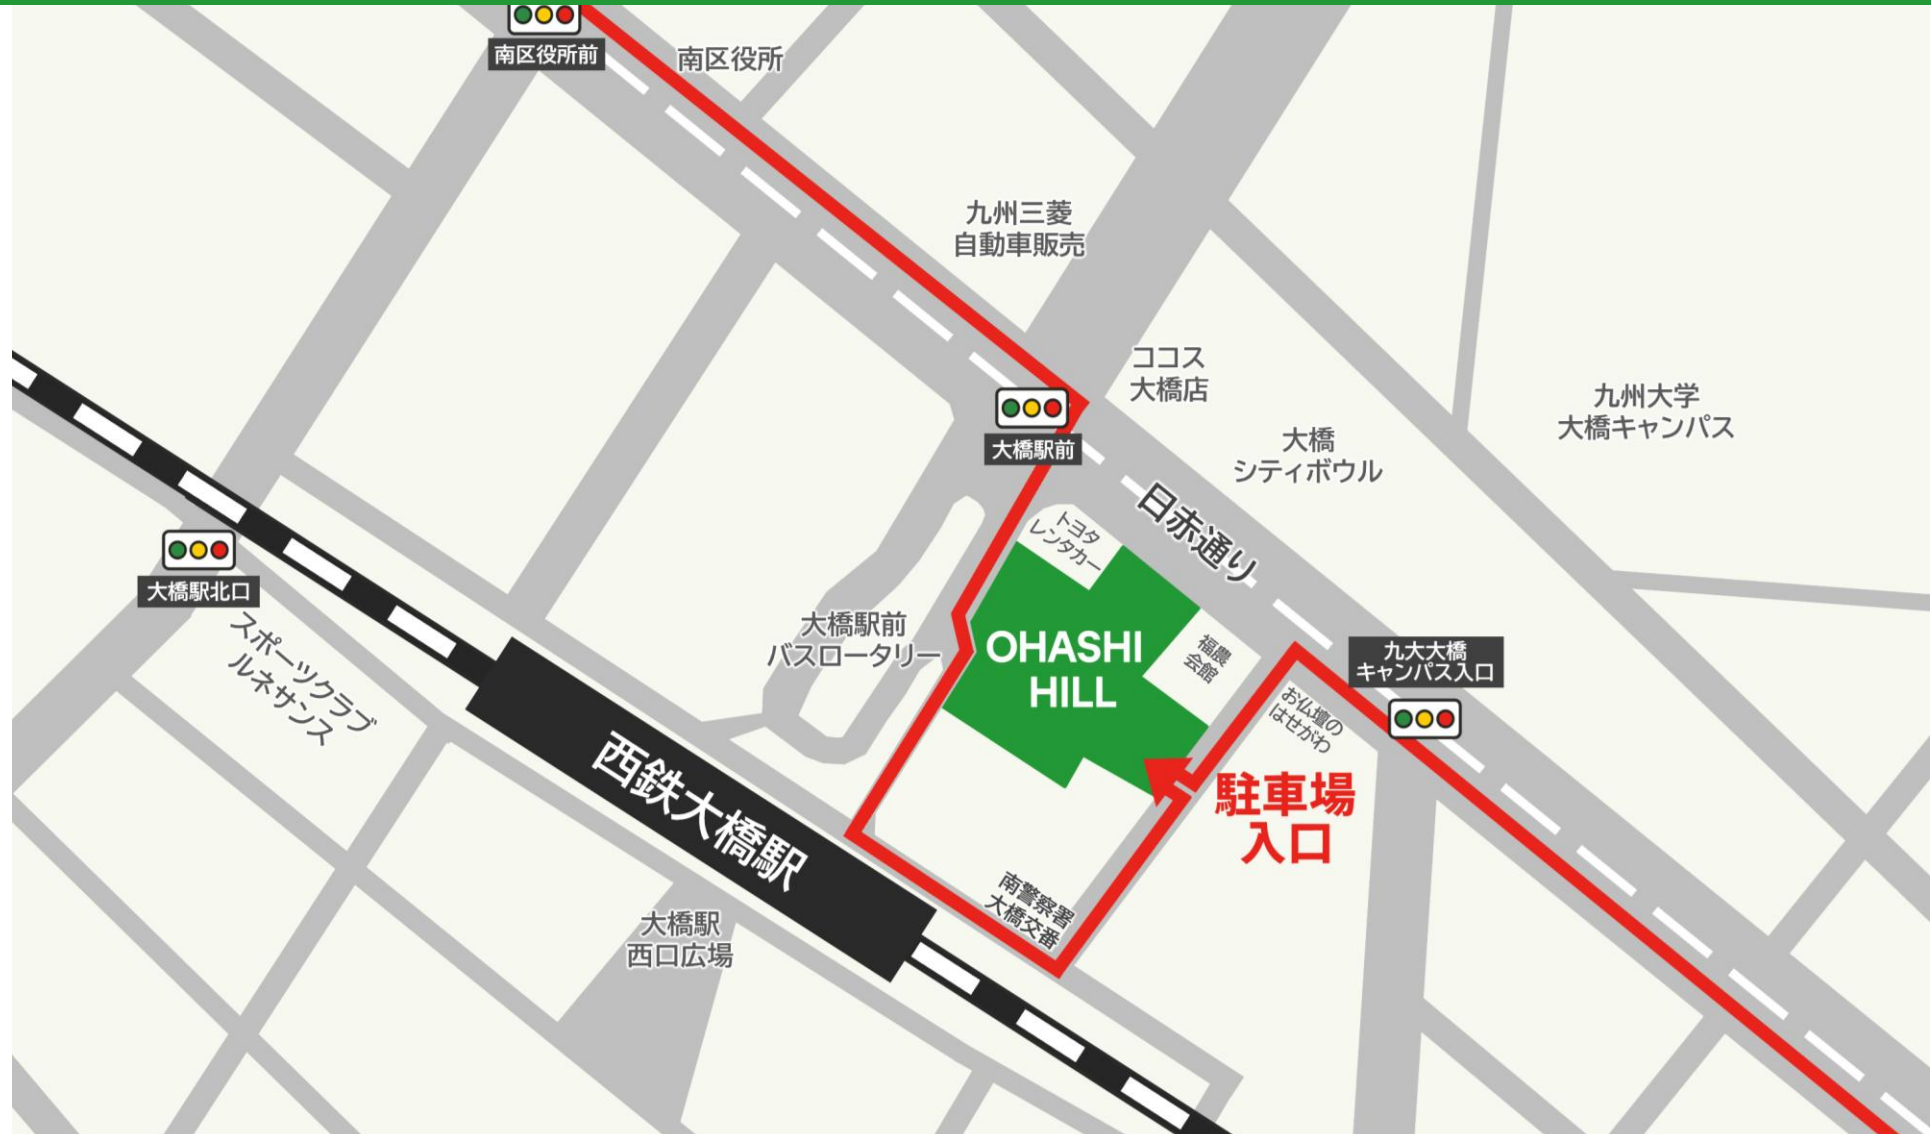 南区役所前
南区役所
九州三菱
自動車販売
ココス
大橋店
九州大学
大橋キャンパス
大橋
シティボウル
大橋駅前
日赤通り
トヨタ
レンタカー
大橋駅北口
スポーツクラブ
ルネサンス
大橋駅前
バスロータリー
OHASHI
HILL
福農
会館
九大大橋
キャンパス入口
お仏壇の
はせがわ
駐車場
入口
西鉄大橋駅
南警察署
大橋交番
大橋駅
西口広場